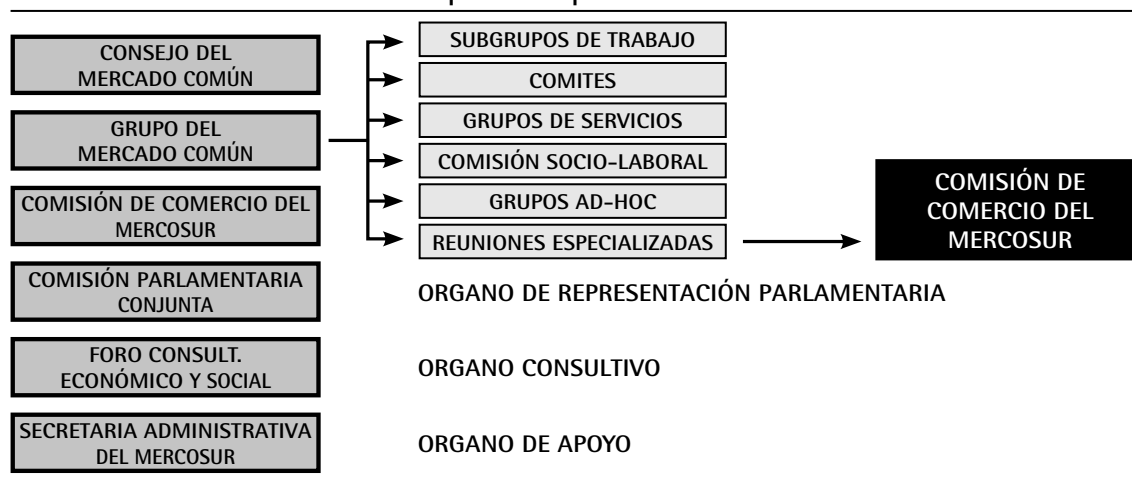 CONSEJO DEL
MERCADO COMÚN
GRUPO DEL
MERCADO COMÚN
COMISIÓN DE COMERCIO DEL
MERCOSUR
COMISIÓN PARLAMENTARIA
CONJUNTA
FORO CONSULT.
ECONÓMICO Y SOCIAL
SECRETARIA ADMINISTRATIVA
DEL MERCOSUR
SUBGRUPOS DE TRABAJO
COMITES
GRUPOS DE SERVICIOS
COMISIÓN SOCIO-LABORAL
GRUPOS AD-HOC
REUNIONES ESPECIALIZADAS
ORGANO DE REPRESENTACIÓN PARLAMENTARIA
ORGANO CONSULTIVO
ORGANO DE APOYO
COMISIÓN DE
COMERCIO DEL
MERCOSUR